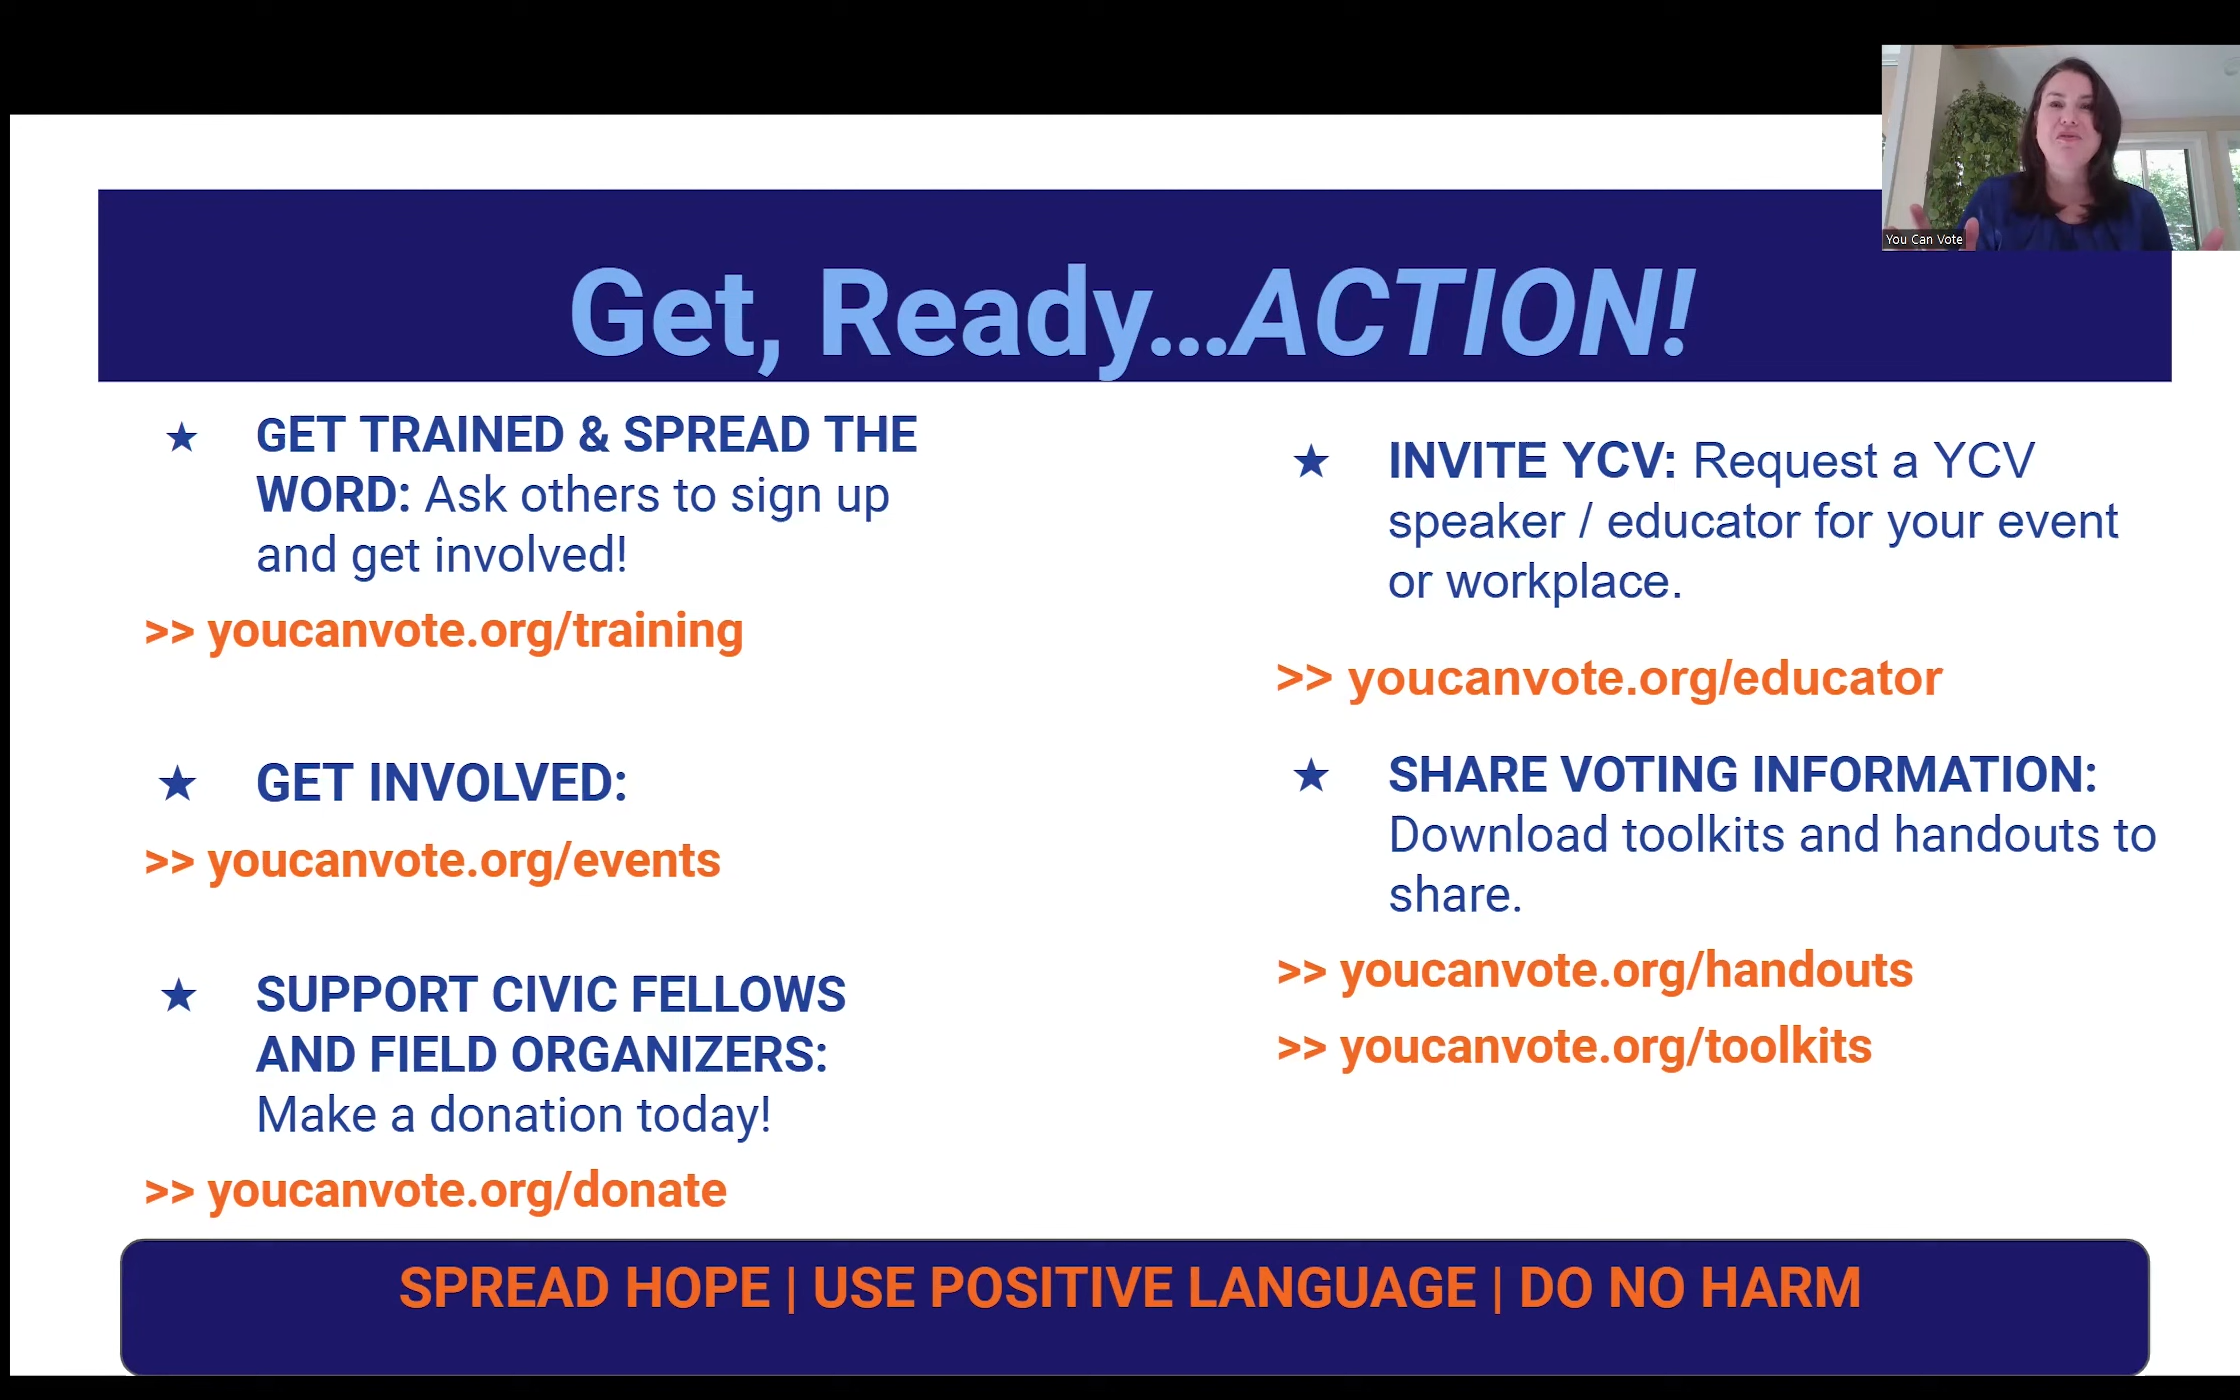 You Can Vote
Get, Ready...ACTION!
★ GET TRAINED & SPREAD THE
WORD: Ask others to sign up
and get involved!
>> youcanvote.org/training
★ GET INVOLVED:
>> youcanvote.org/events
★ SUPPORT CIVIC FELLOWS
AND FIELD ORGANIZERS:
Make a donation today!
>> youcanvote.org/donate
★ INVITE YCV: Request a YCV
speaker / educator for your event
or workplace.
>> youcanvote.org/educator
★ SHARE VOTING INFORMATION:
Download toolkits and handouts to
share.
>> youcanvote.org/handouts
>> youcanvote.org/toolkits
SPREAD HOPE | USE POSITIVE LANGUAGE | DO NO HARM